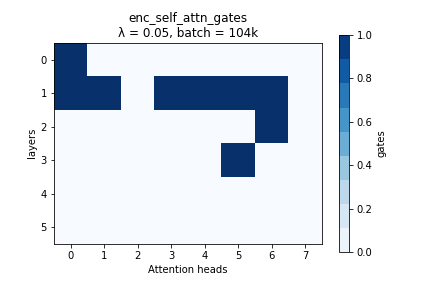 enc_self_attn_gates
λ = 0.05, batch = 104k
0
1
2
3
4
5
layers
0 1 2 3 4 5 6 7
Attention heads
1.0
0.8
0.6
0.4
0.2
0.0
gates